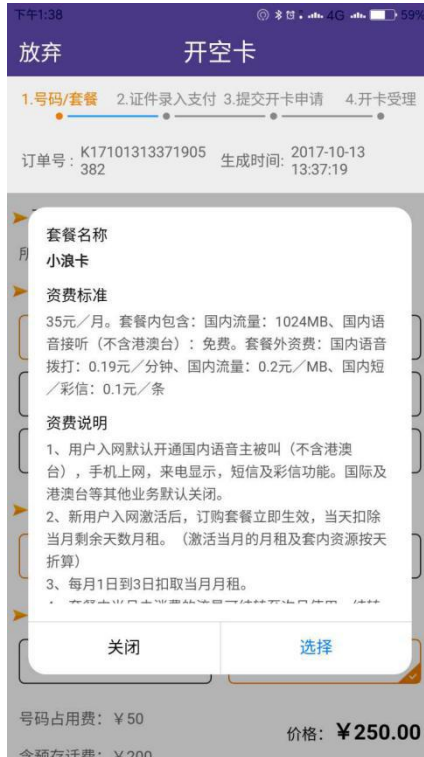 下午1:38
4G
59%
放弃
开空卡
1.号码/套餐 2.证件录入支付 3.提交开卡申请 4.开卡受理
订单号: K17101313371905
382
生成时间: 2017-10-13
13:37:19
所
套餐名称
小浪卡
资费标准
35元／月。套餐内包含：国内流量：1024MB、国内语
音接听（不含港澳台）：免费。套餐外资费：国内语音
拨打：0.19元／分钟、国内流量：0.2元／MB、国内短
／彩信：0.1元／条
资费说明
1、用户入网默认开通国内语音主被叫（不含港澳
台），手机上网，来电显示，短信及彩信功能。国际及
港澳台等其他业务默认关闭。
2、新用户入网激活后，订购套餐立即生效，当天扣除
当月剩余天数月租。（激活当月的月租及套内资源按天
折算）
3、每月1日到3日扣取当月月租。
关闭
选择
号码占用费：￥50
价格: ￥250.00
含预存话费：￥200